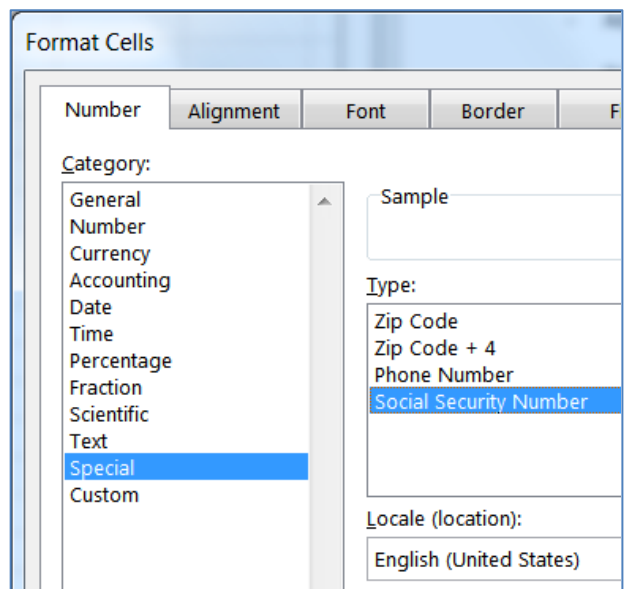 Format Cells
Number Alignment Font Border
Category:
General
Number
Currency
Accounting
Date
Time
Percentage
Fraction
Scientific
Text
Special
Custom
Sample
Type:
Zip Code
Zip Code + 4
Phone Number
Social Security Number
Locale (location):
English (United States)